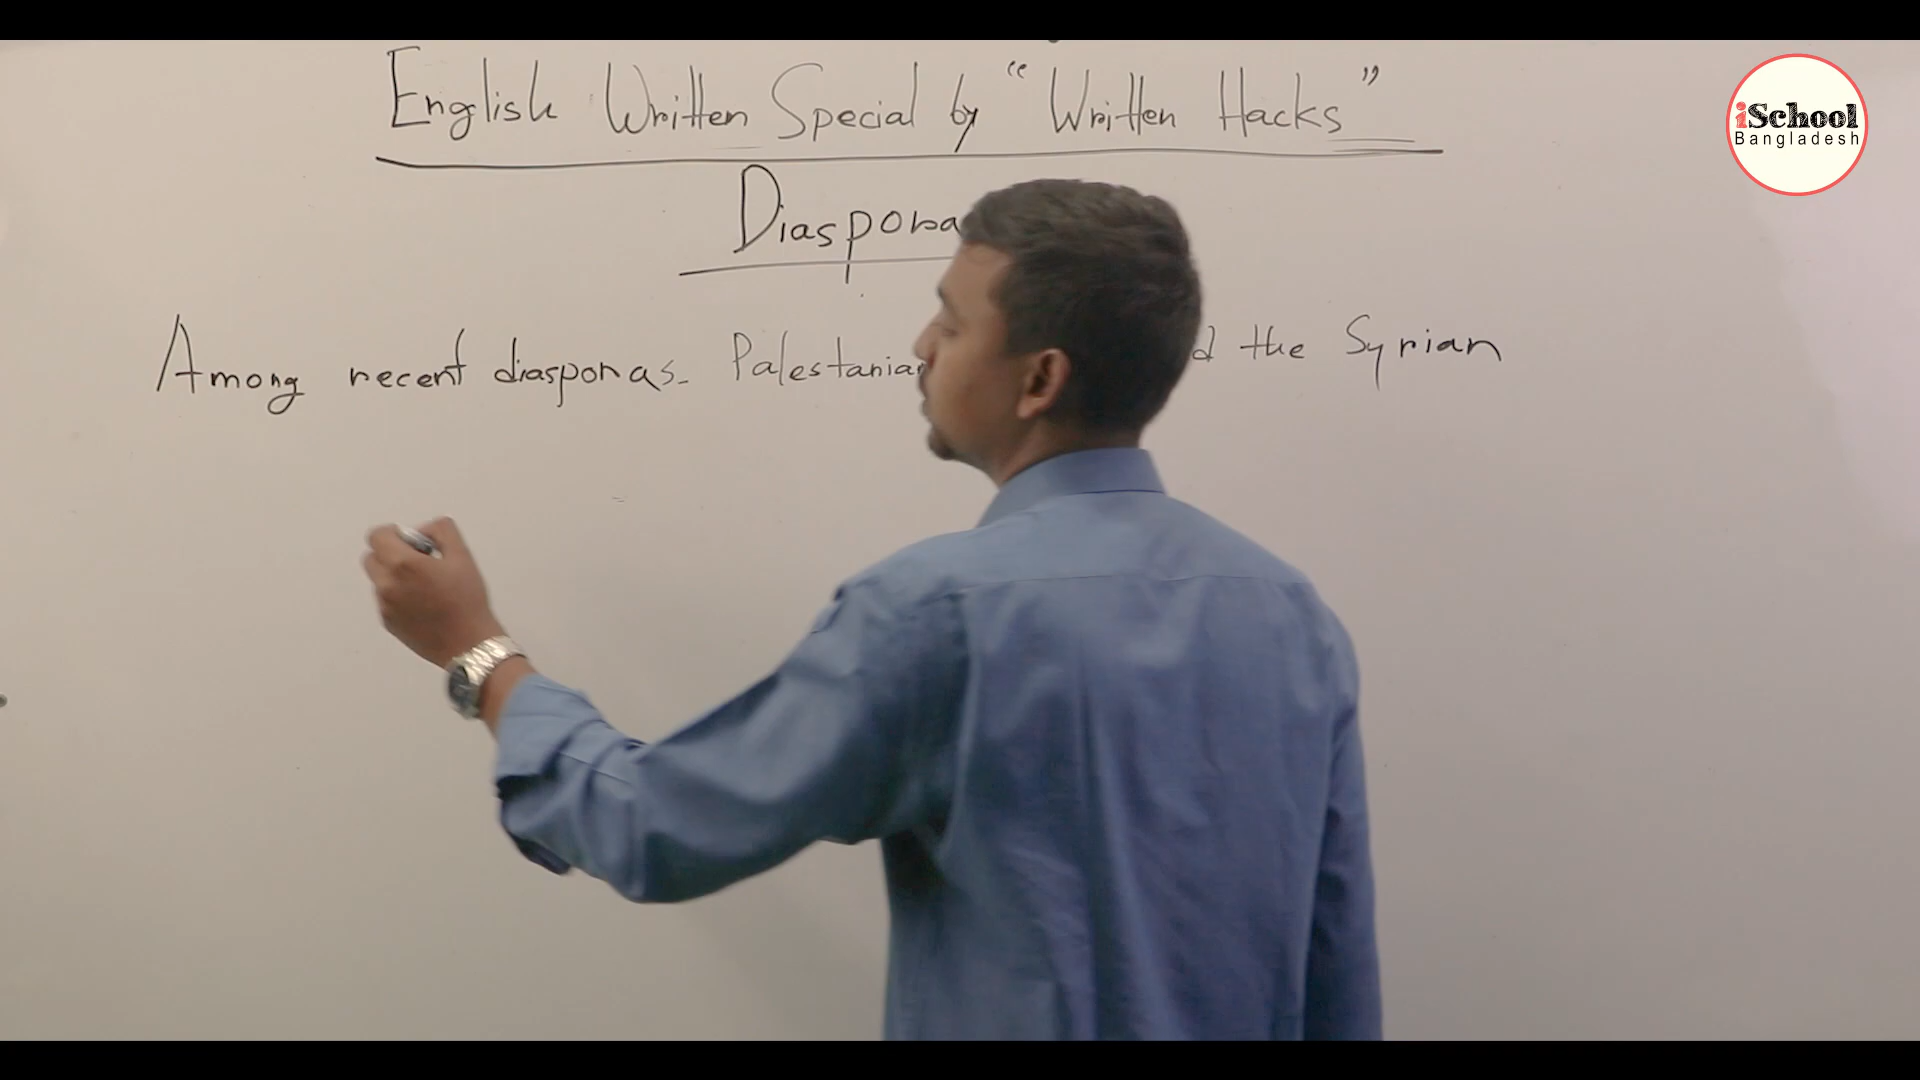 English Written Special by “Written Hacks”
Diaspora
Among recent diasporas. Palestanian the Syrian
iSchool
Bangladesh